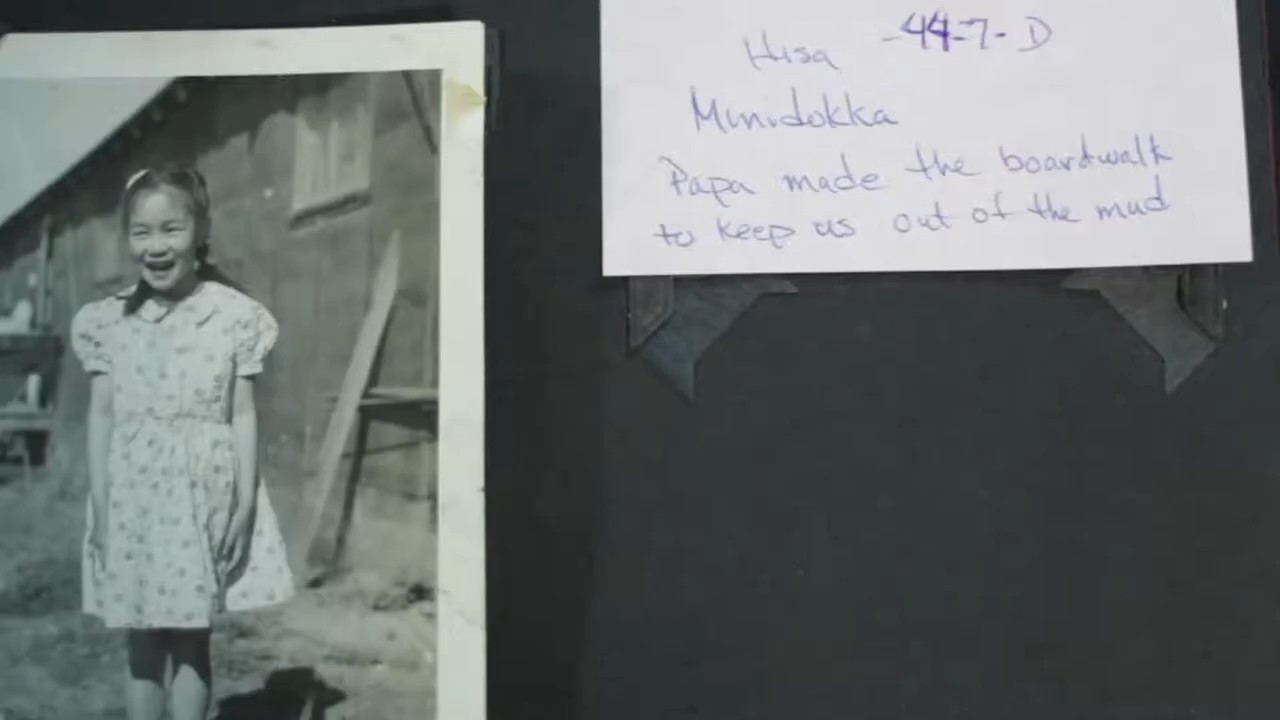 Hisa -44-7-D
Minidokka
Papa made the boardwalk
to keep us out of the mud